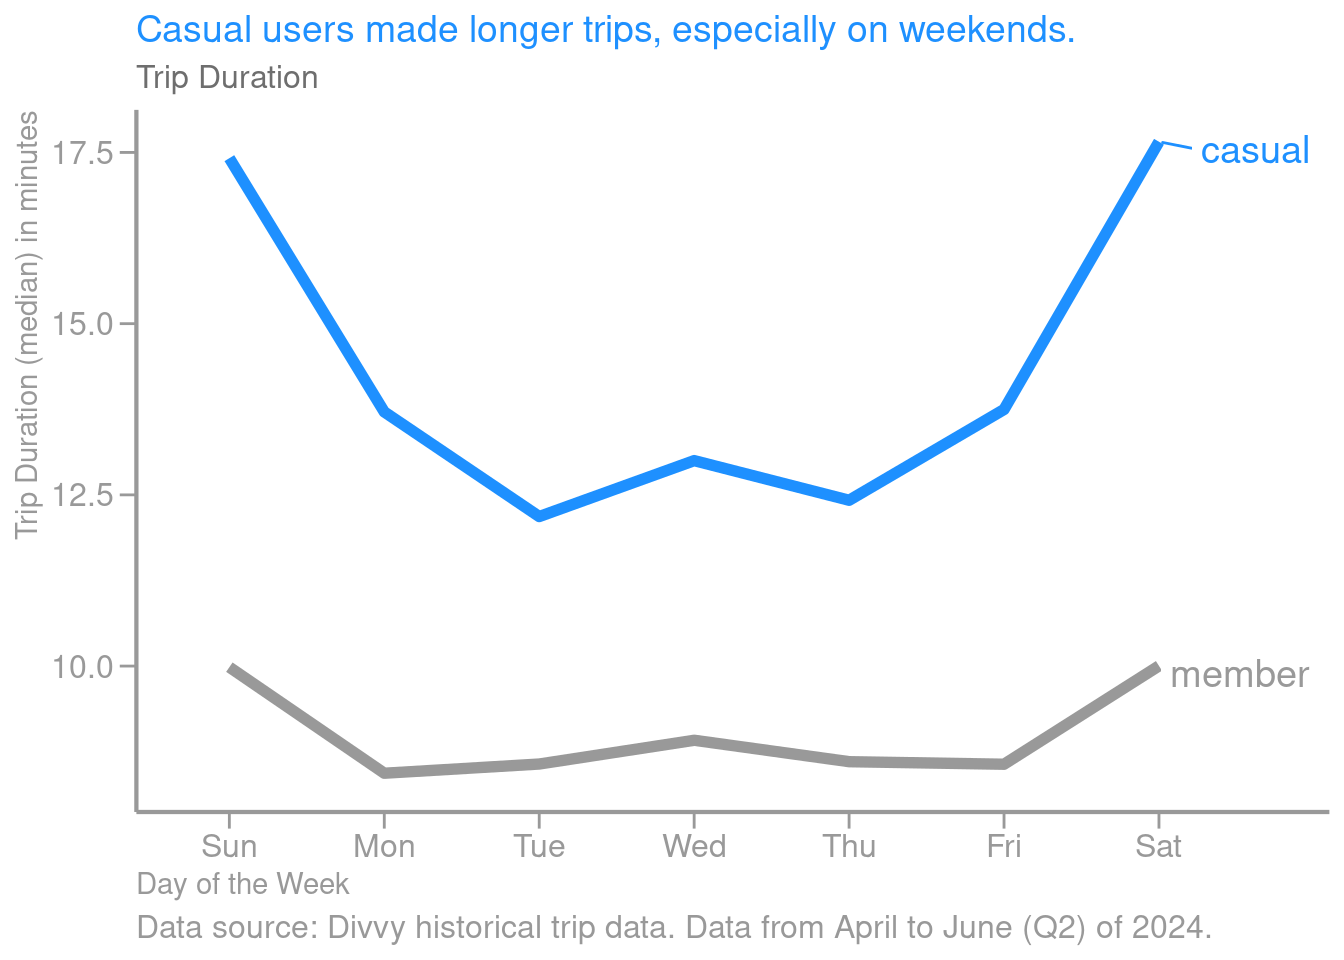 Casual users made longer trips, especially on weekends.
Trip Duration
Trip Duration (median) in minutes
17.5
15.0
12.5
10.0
casual
member
Sun Mon Tue Wed Thu Fri Sat
Day of the Week
Data source: Divvy historical trip data. Data from April to June (Q2) of 2024.